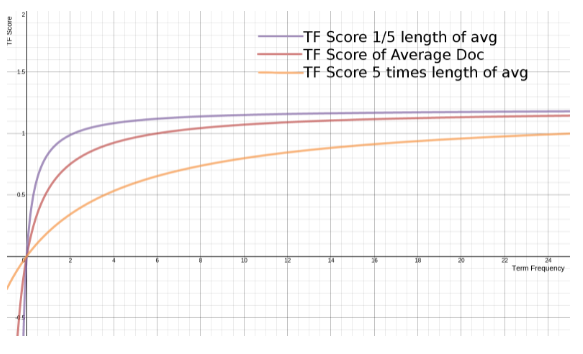 TF Score
2
TF Score 1/5 length of avg
TF Score of Average Doc
TF Score 5 times length of avg
1.5
1
0.5
0 2 4 6 8 10 12 14 16 18 20 22 24
Term Frequency
-0.5